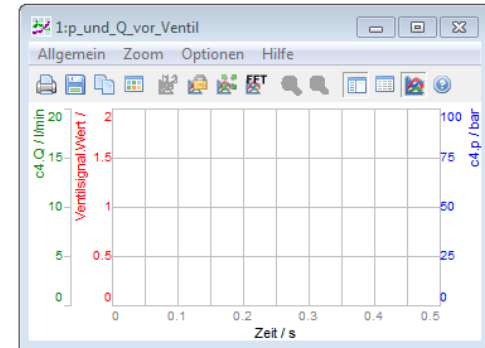 1:p_und_Q_vor_Ventil
Allgemein Zoom Optionen Hilfe
1,2 FFT
c4.Q / l/min
20
15
10
5
0
Ventilsignal.Wert /
2
1.5
1
0.5
0
100
75
50
25
0
c4.p / bar
0 0.1 0.2 0.3 0.4 0.5
Zeit / s